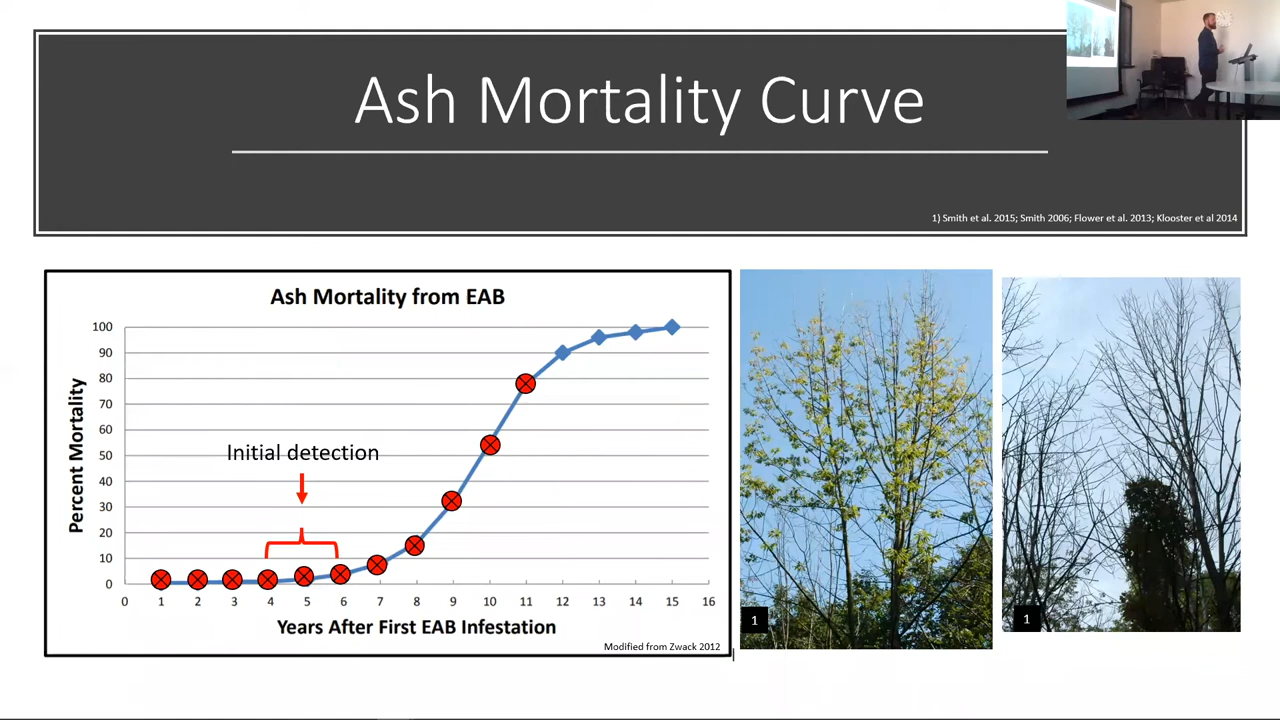 Ash Mortality Curve
1) Smith et al. 2015; Smith 2006; Flower et al. 2013; Klooster et al 2014
Ash Mortality from EAB
Percent Mortality
100
90
80
70
60
50
40
30
20
10
0
Initial detection
0 1 2 3 4 5 6 7 8 9 10 11 12 13 14 15 16
Years After First EAB Infestation
Modified from Zwack 2012
1
1